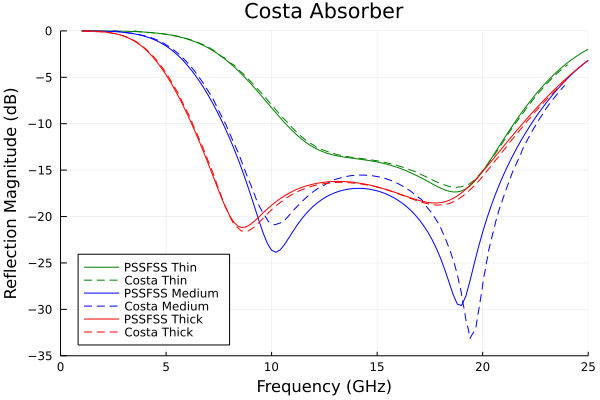 Costa Absorber
Reflection Magnitude (dB)
0
−5
−10
−15
−20
−25
−30
−35
PSSFSS Thin
Costa Thin
PSSFSS Medium
Costa Medium
PSSFSS Thick
Costa Thick
0 5 10 15 20 25
Frequency (GHz)